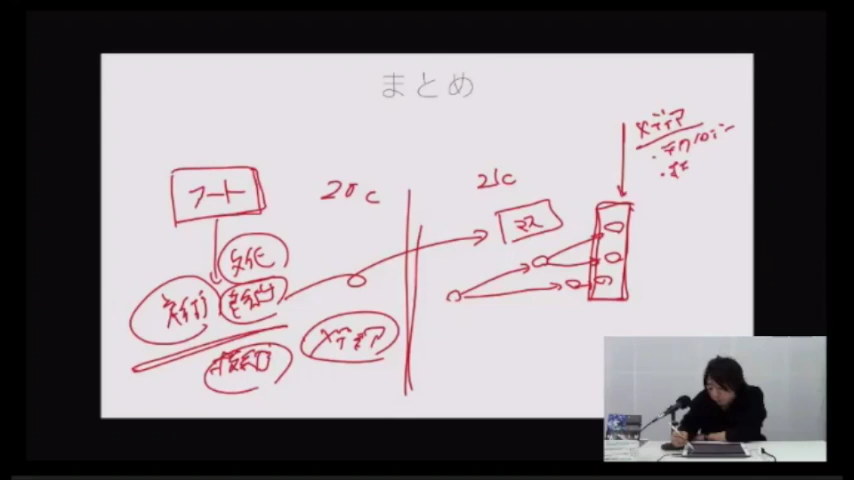 まとめ
メディア
・テクノロジー
20c
21c
アート
マス
文化
芸術
メディア
技術